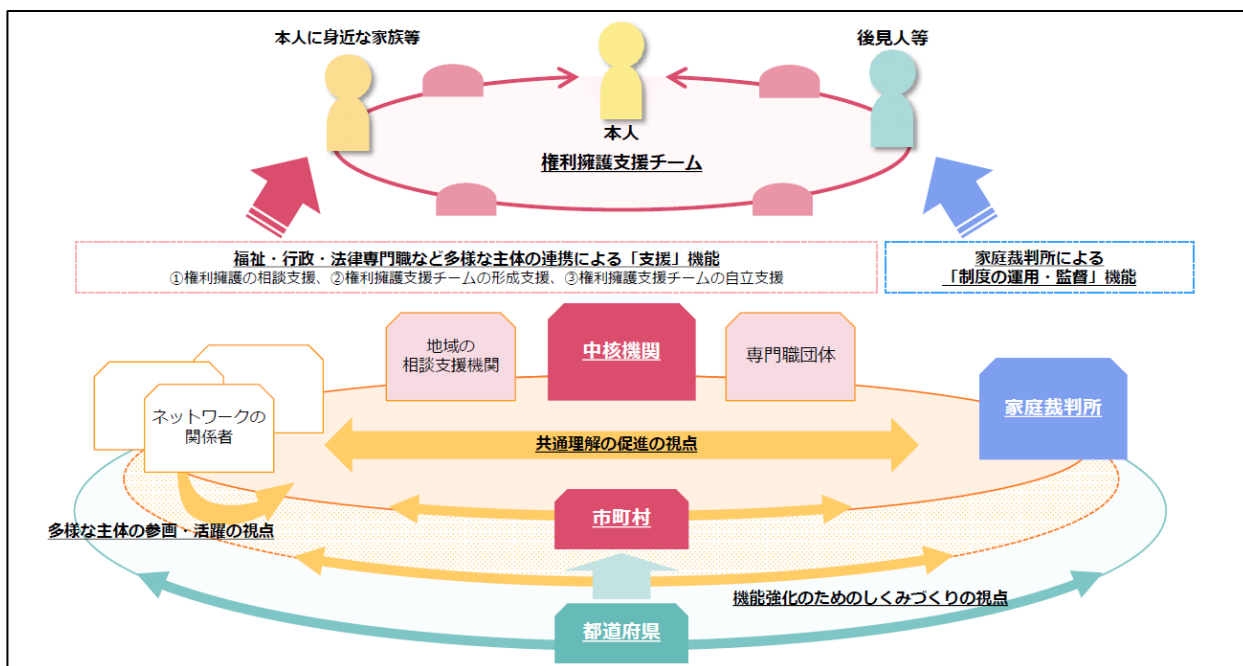 本人に身近な家族等
後見人等
本人
権利擁護支援チーム
福祉・行政・法律専門職など多様な主体の連携による「支援」機能
①権利擁護の相談支援、②権利擁護支援チームの形成支援、③権利擁護支援チームの自立支援
家庭裁判所による
「制度の運用・監督」機能
地域の
相談支援機関
中核機関
専門職団体
ネットワークの
関係者
家庭裁判所
共通理解の促進の視点
市町村
多様な主体の参画・活躍の視点
機能強化のためのしくみづくりの視点
都道府県